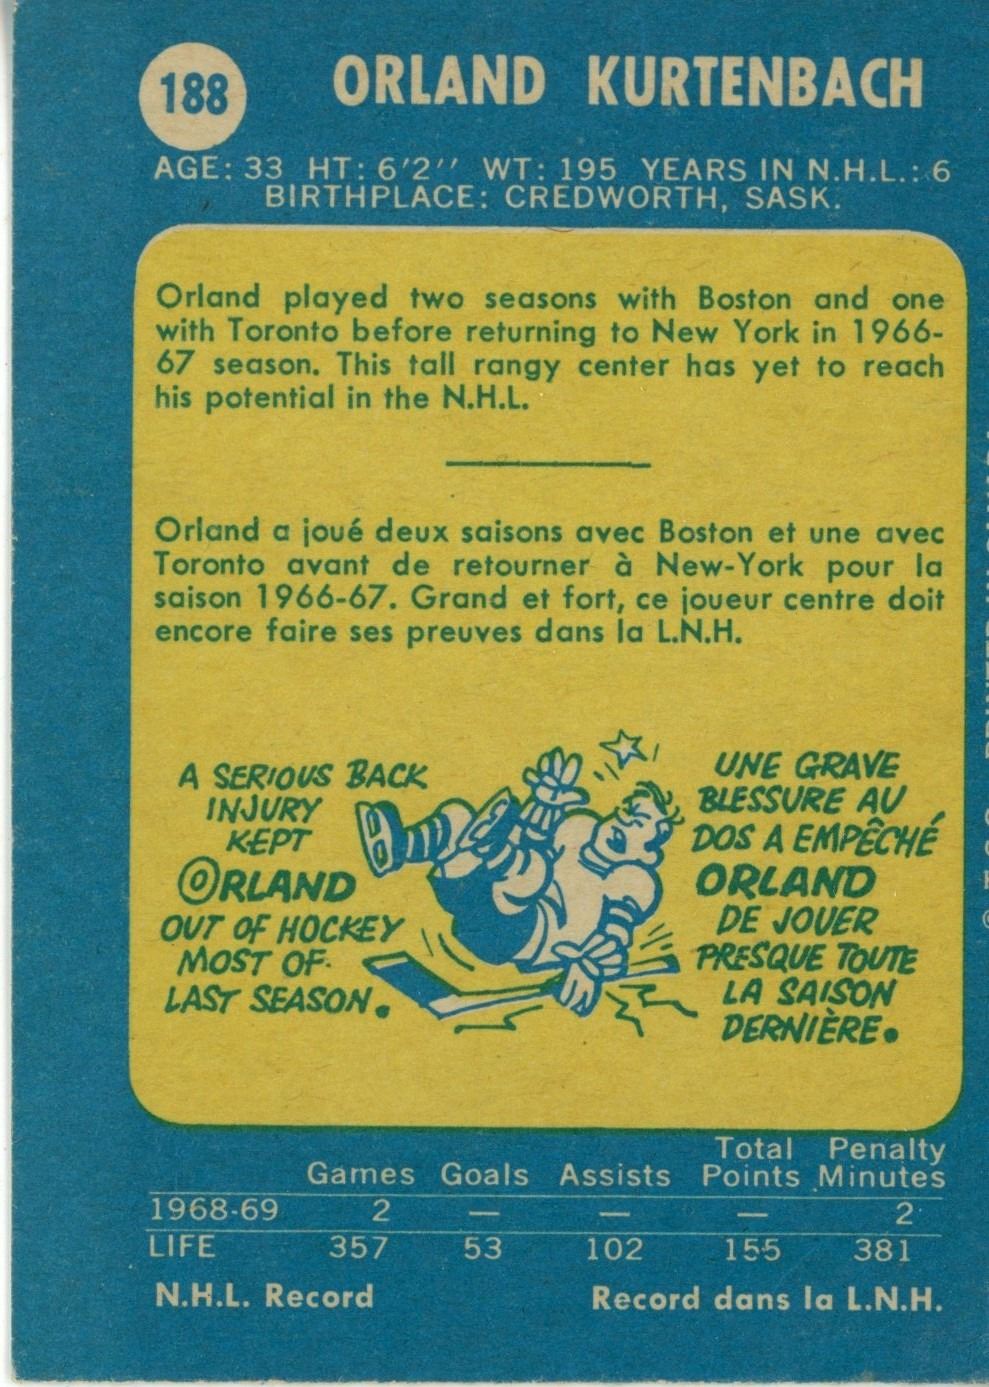 188
ORLAND KURTENBACH
AGE: 33 HT: 6'2'' WT: 195 YEARS IN N.H.L.: 6
BIRTHPLACE: CREDWORTH, SASK.
Orland played two seasons with Boston and one
with Toronto before returning to New York in 1966-
67 season. This tall rangy center has yet to reach
his potential in the N.H.L.
Orland a joué deux saisons avec Boston et une avec
Toronto avant de retourner à New-York pour la
saison 1966-67. Grand et fort, ce joueur centre doit
encore faire ses preuves dans la L.N.H.
A SERIOUS BACK
INJURY
KEPT
ORLAND
OUT OF HOCKEY
MOST OF
LAST SEASON.
UNE GRAVE
BLESSURE AU
DOS A EMPÊCHÉ
ORLAND
DE JOUER
PRESQUE TOUTE
LA SAISON
DERNIÈRE.
Games Goals Assists Total Points Penalty Minutes
1968-69 2 — — — 2
LIFE 357 53 102 155 381
N.H.L. Record Record dans la L.N.H.